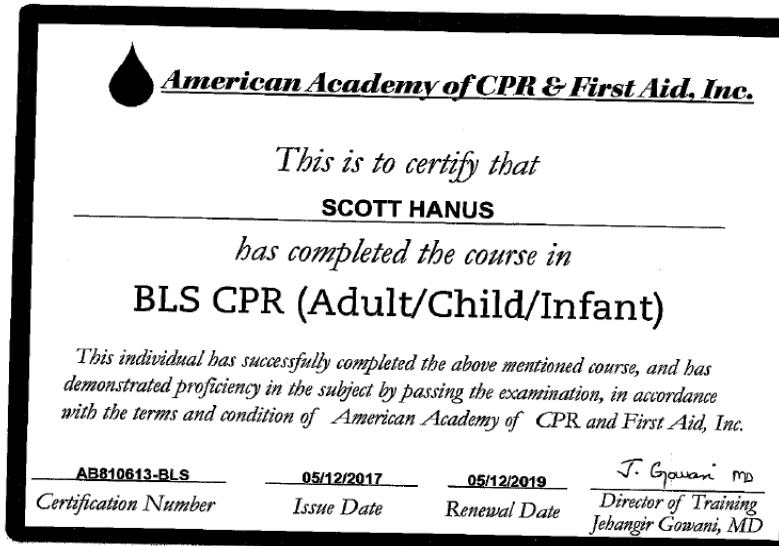 American Academy of CPR & First Aid, Inc.
This is to certify that
SCOTT HANUS
has completed the course in
BLS CPR (Adult/Child/Infant)
This individual has successfully completed the above mentioned course, and has
demonstrated proficiency in the subject by passing the examination, in accordance
with the terms and condition of American Academy of CPR and First Aid, Inc.
AB810613-BLS 05/12/2017 05/12/2019 J. Gowani MD
Certification Number Issue Date Renewal Date Director of Training
Jehangir Gowani, MD